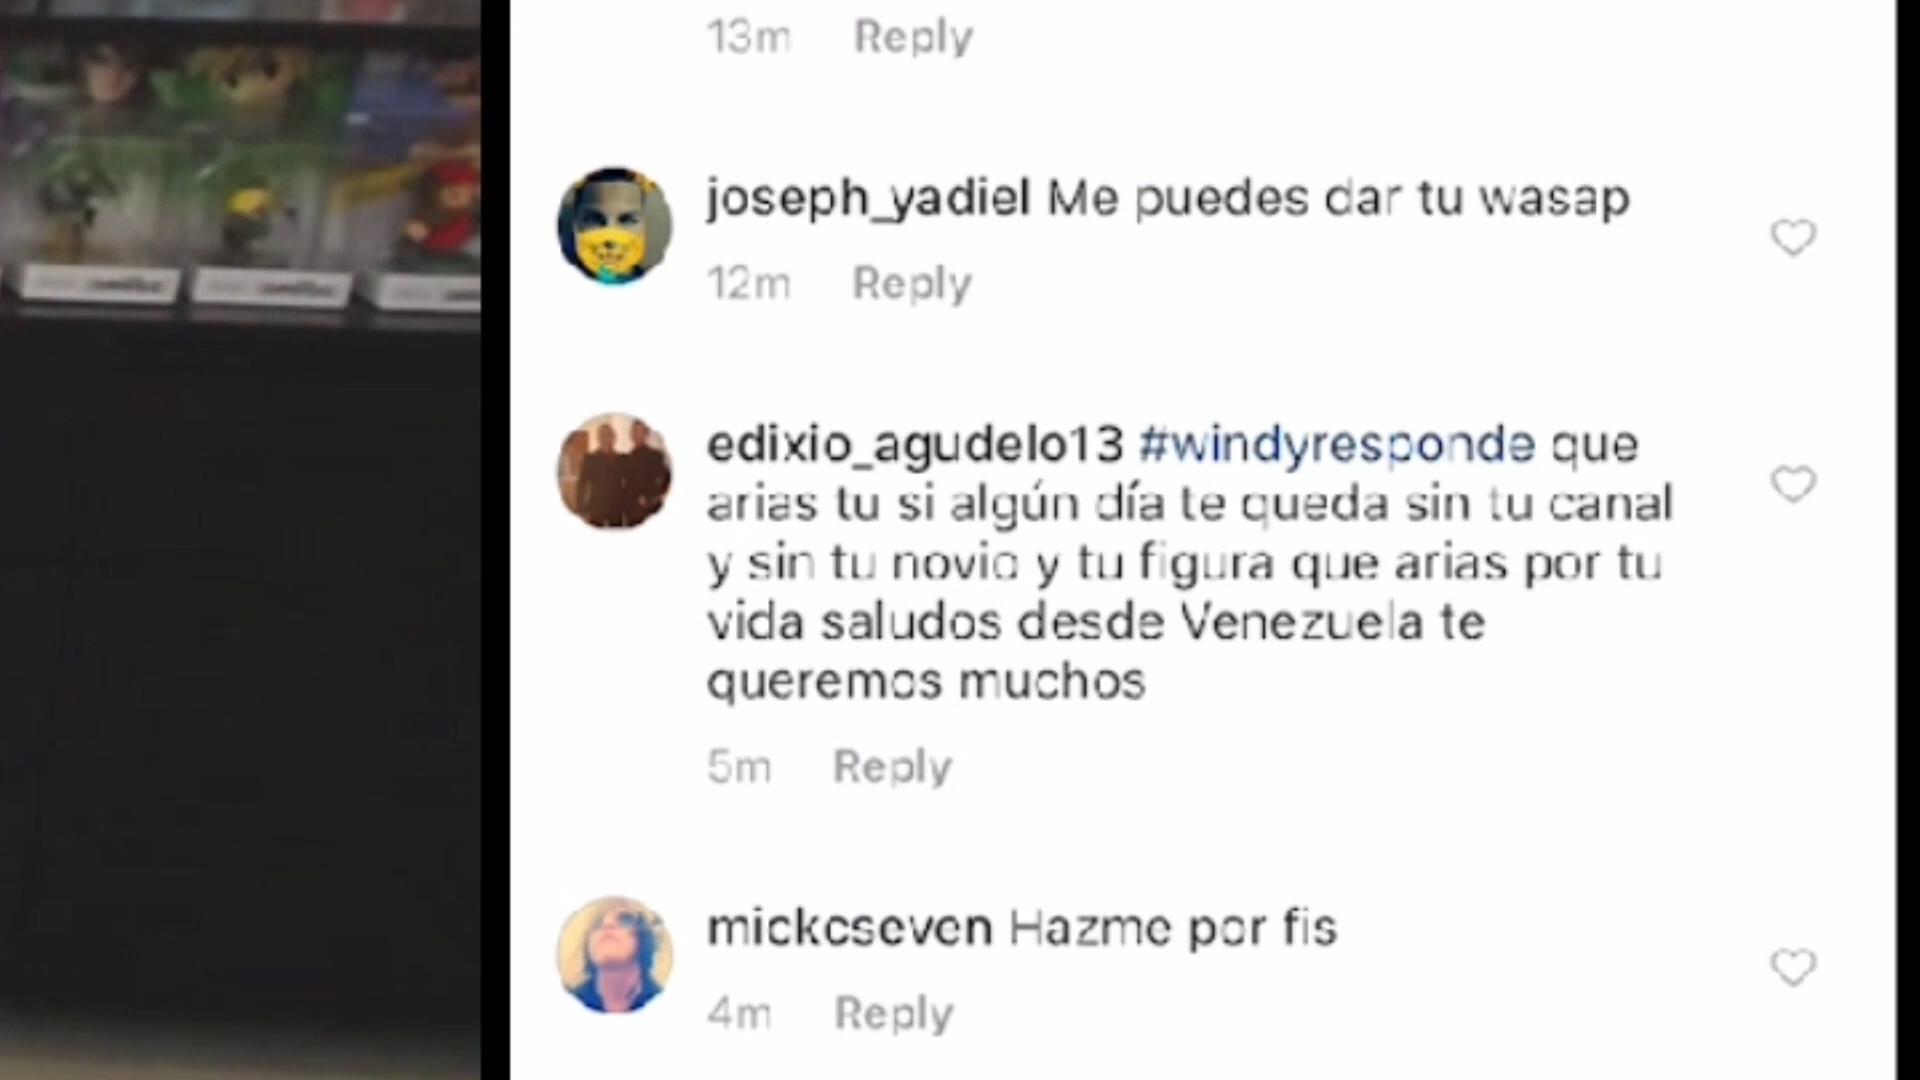 13m Reply
joseph_yadiel Me puedes dar tu wasap
12m Reply
edixio_agudelo13 #windyresponde que
arias tu si algún día te queda sin tu canal
y sin tu novio y tu figura que arias por tu
vida saludos desde Venezuela te
queremos muchos
5m Reply
mickcseven Hazme por fis
4m Reply